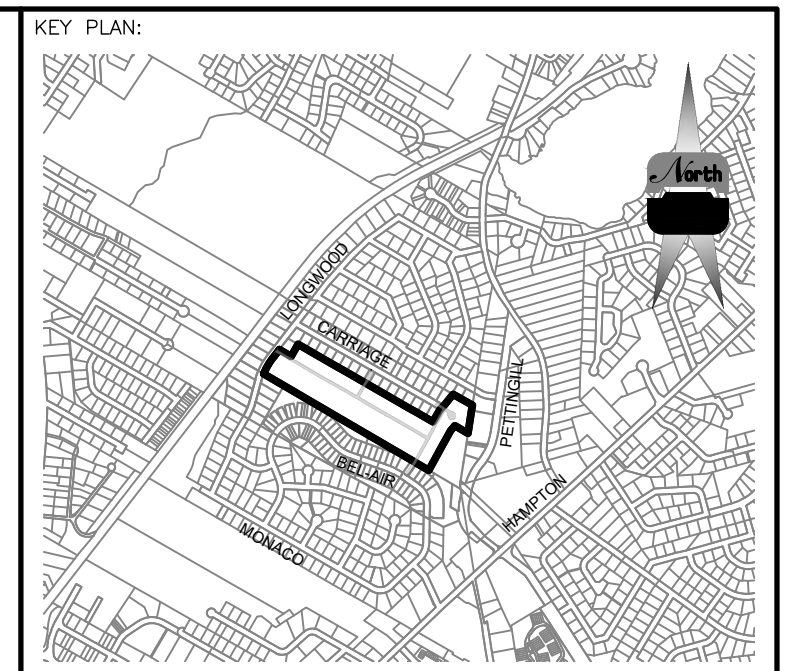 KEY PLAN:
North
LONGWOOD
CARRIAGE
PETTINGILL
BEL-AIR
HAMPTON
MONACO